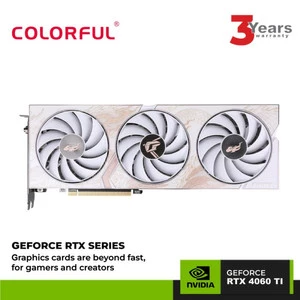 COLORFUL®
3 Years
warranty
GEFORCE RTX SERIES
Graphics cards are beyond fast,
for gamers and creators
NVIDIA
GEFORCE
RTX 4060 TI